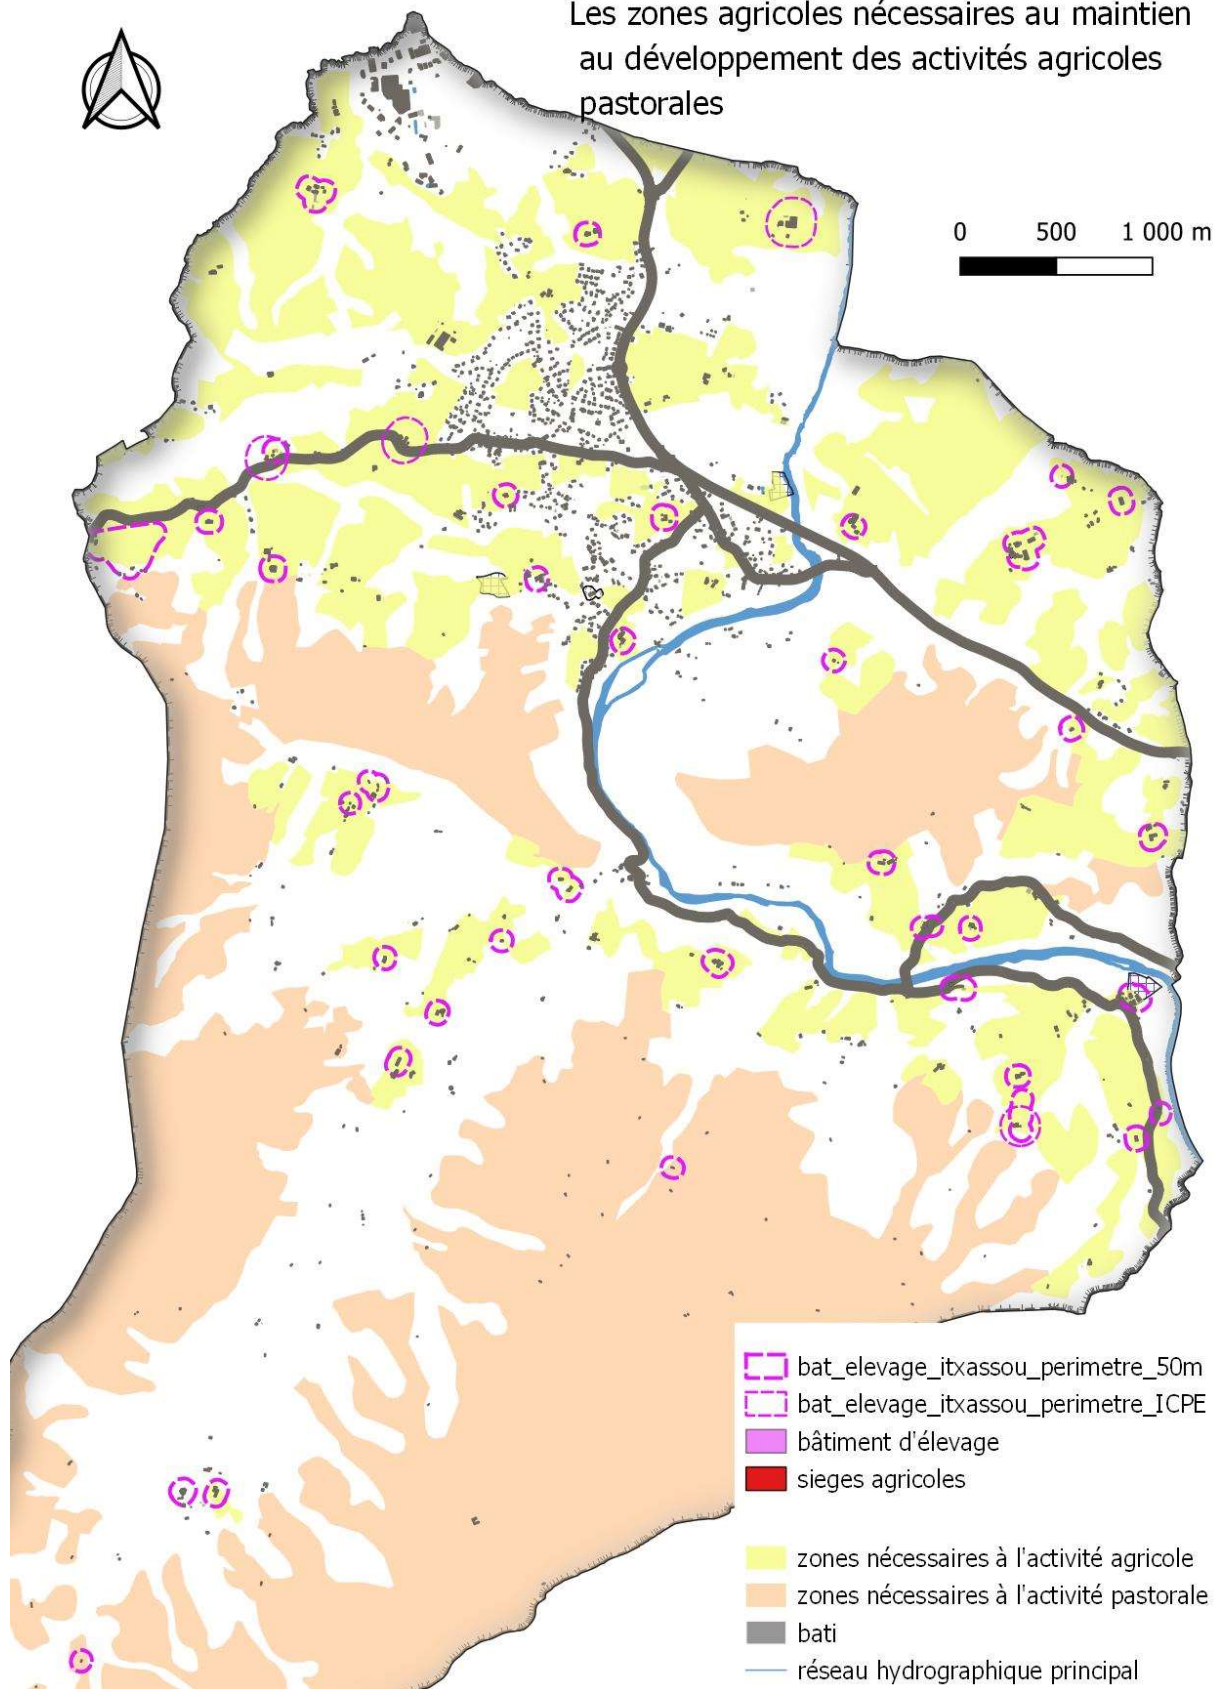 Les zones agricoles nécessaires au maintien
au développement des activités agricoles
pastorales
0 500 1 000 m
bat_elevage_itxassou_perimetre_50m
bat_elevage_itxassou_perimetre_ICPE
bâtiment d'élevage
sieges agricoles
zones nécessaires à l'activité agricole
zones nécessaires à l'activité pastorale
bati
réseau hydrographique principal